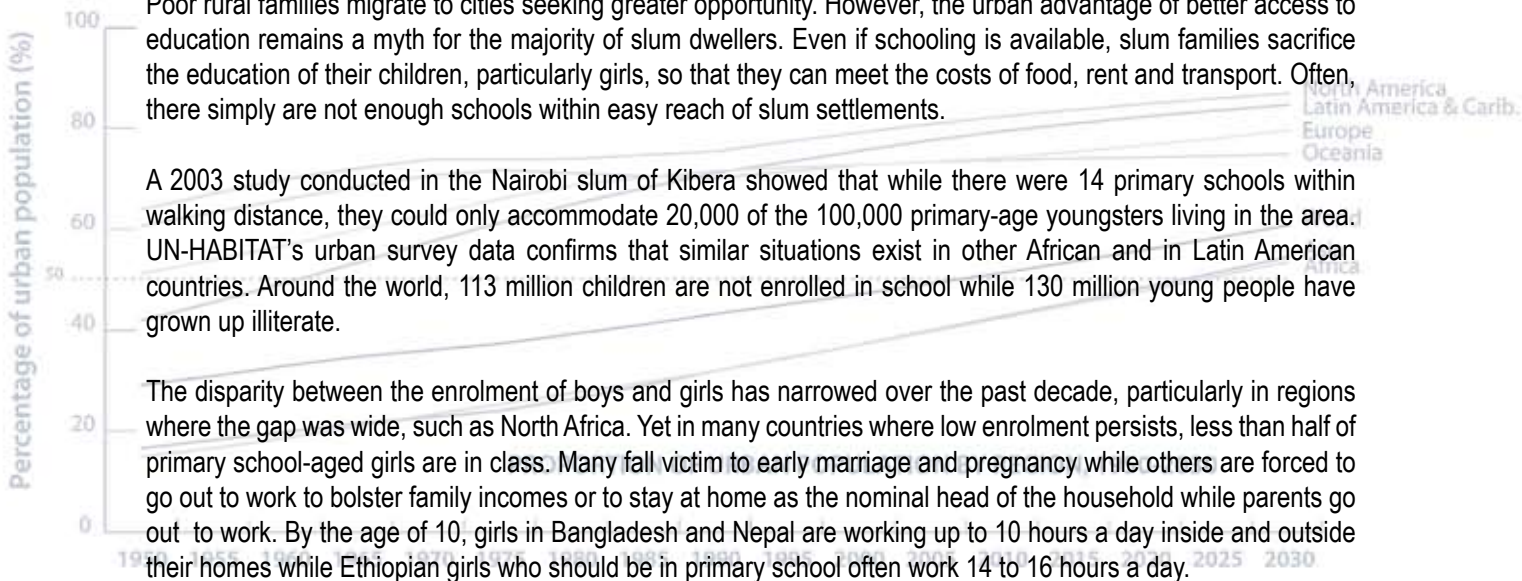 Poor rural families migrate to cities seeking greater opportunity. However, the urban advantage of better access to
education remains a myth for the majority of slum dwellers. Even if schooling is available, slum families sacrifice
the education of their children, particularly girls, so that they can meet the costs of food, rent and transport. Often,
there simply are not enough schools within easy reach of slum settlements.
A 2003 study conducted in the Nairobi slum of Kibera showed that while there were 14 primary schools within
walking distance, they could only accommodate 20,000 of the 100,000 primary-age youngsters living in the area.
UN-HABITAT’s urban survey data confirms that similar situations exist in other African and in Latin American
countries. Around the world, 113 million children are not enrolled in school while 130 million young people have
grown up illiterate.
The disparity between the enrolment of boys and girls has narrowed over the past decade, particularly in regions
where the gap was wide, such as North Africa. Yet in many countries where low enrolment persists, less than half of
primary school-aged girls are in class. Many fall victim to early marriage and pregnancy while others are forced to
go out to work to bolster family incomes or to stay at home as the nominal head of the household while parents go
out to work. By the age of 10, girls in Bangladesh and Nepal are working up to 10 hours a day inside and outside
their homes while Ethiopian girls who should be in primary school often work 14 to 16 hours a day.
Percentage of urban population (%)
100
80
60
50
40
20
0
North America
Latin America & Carib.
Europe
Oceania
Africa
1950 1955 1960 1965 1970 1975 1980 1985 1990 1995 2000 2005 2010 2015 2020 2025 2030